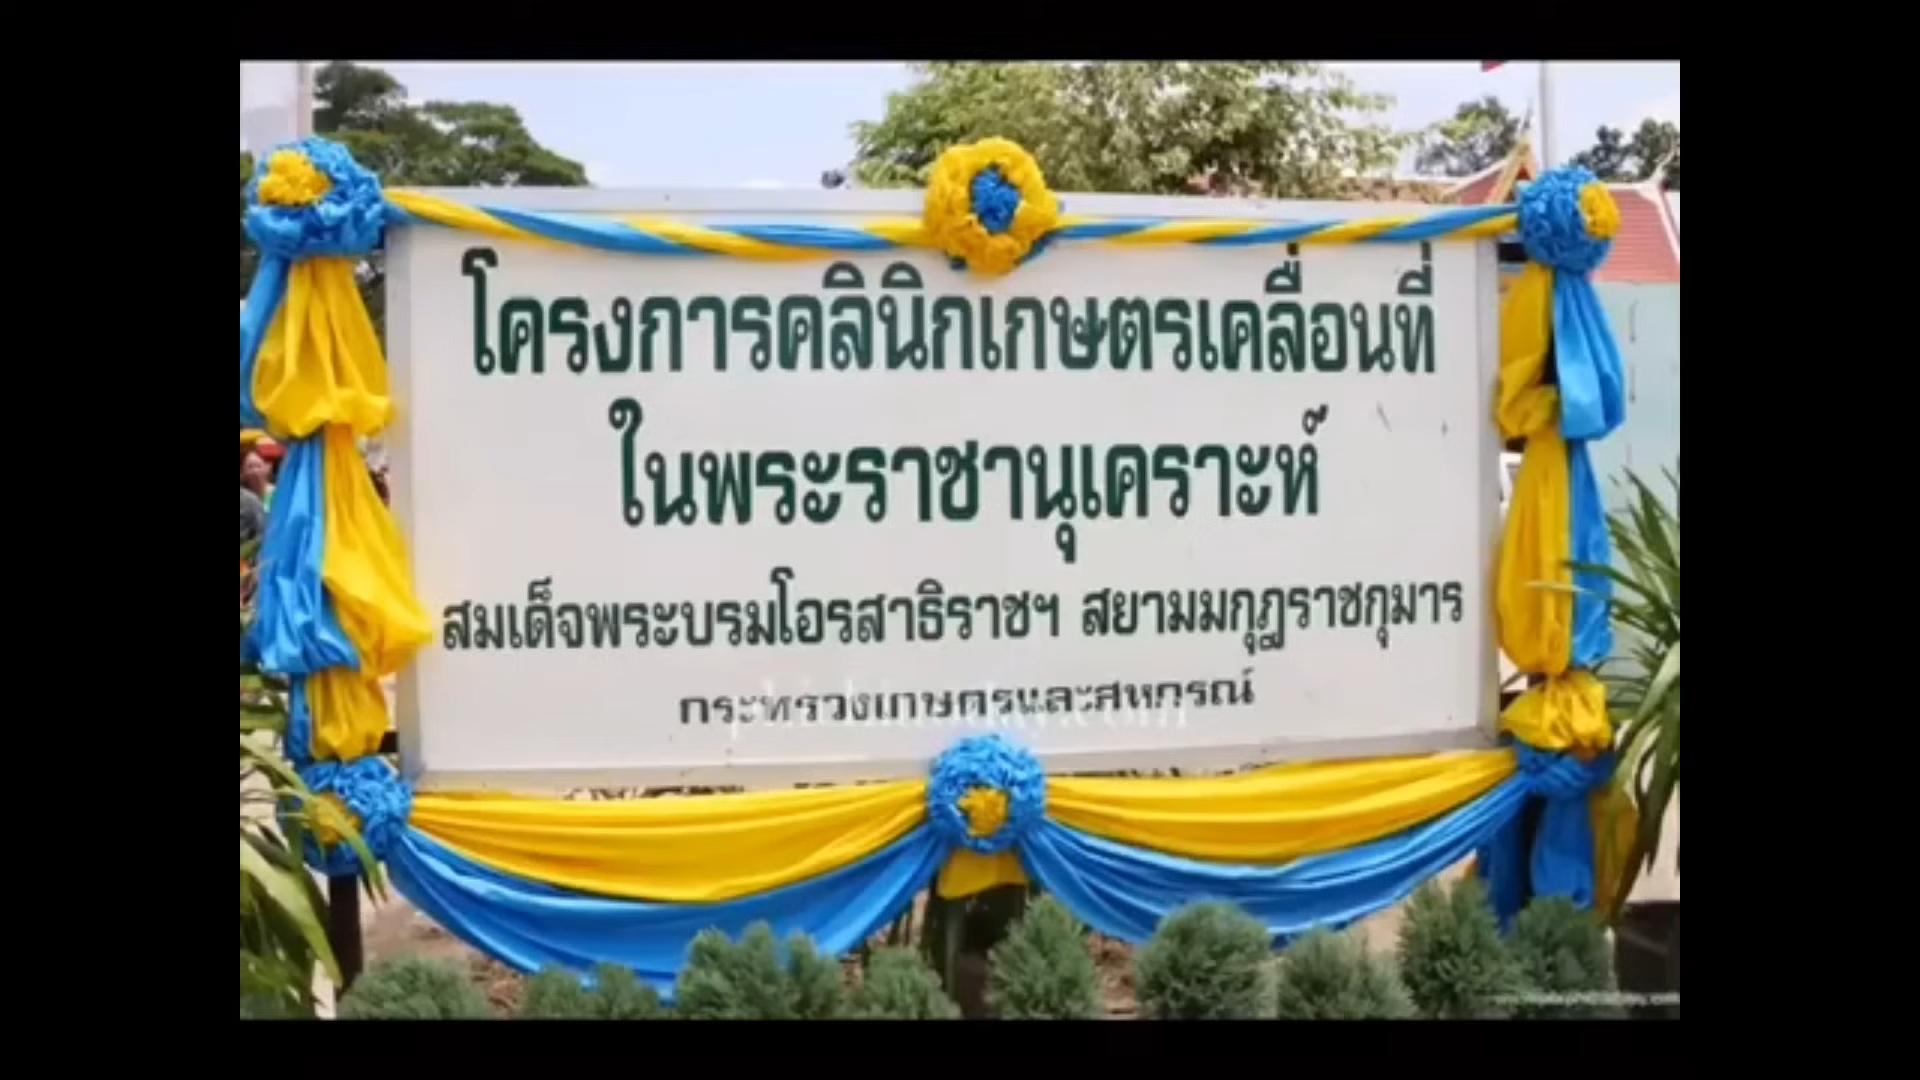 โครงการคลินิกเกษตรเคลื่อนที่
ในพระราชานุเคราะห์
สมเด็จพระบรมโอรสาธิราชฯ สยามมกุฎราชกุมาร
กระทรวงเกษตรและสหกรณ์